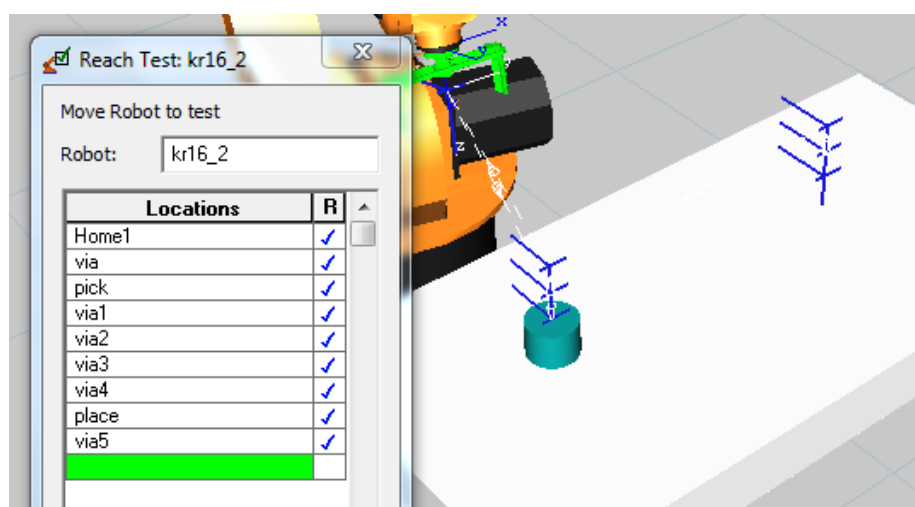 Reach Test: kr16_2
Move Robot to test
Robot: kr16_2
Locations R
Home1
via
pick
via1
via2
via3
via4
place
via5
x
z